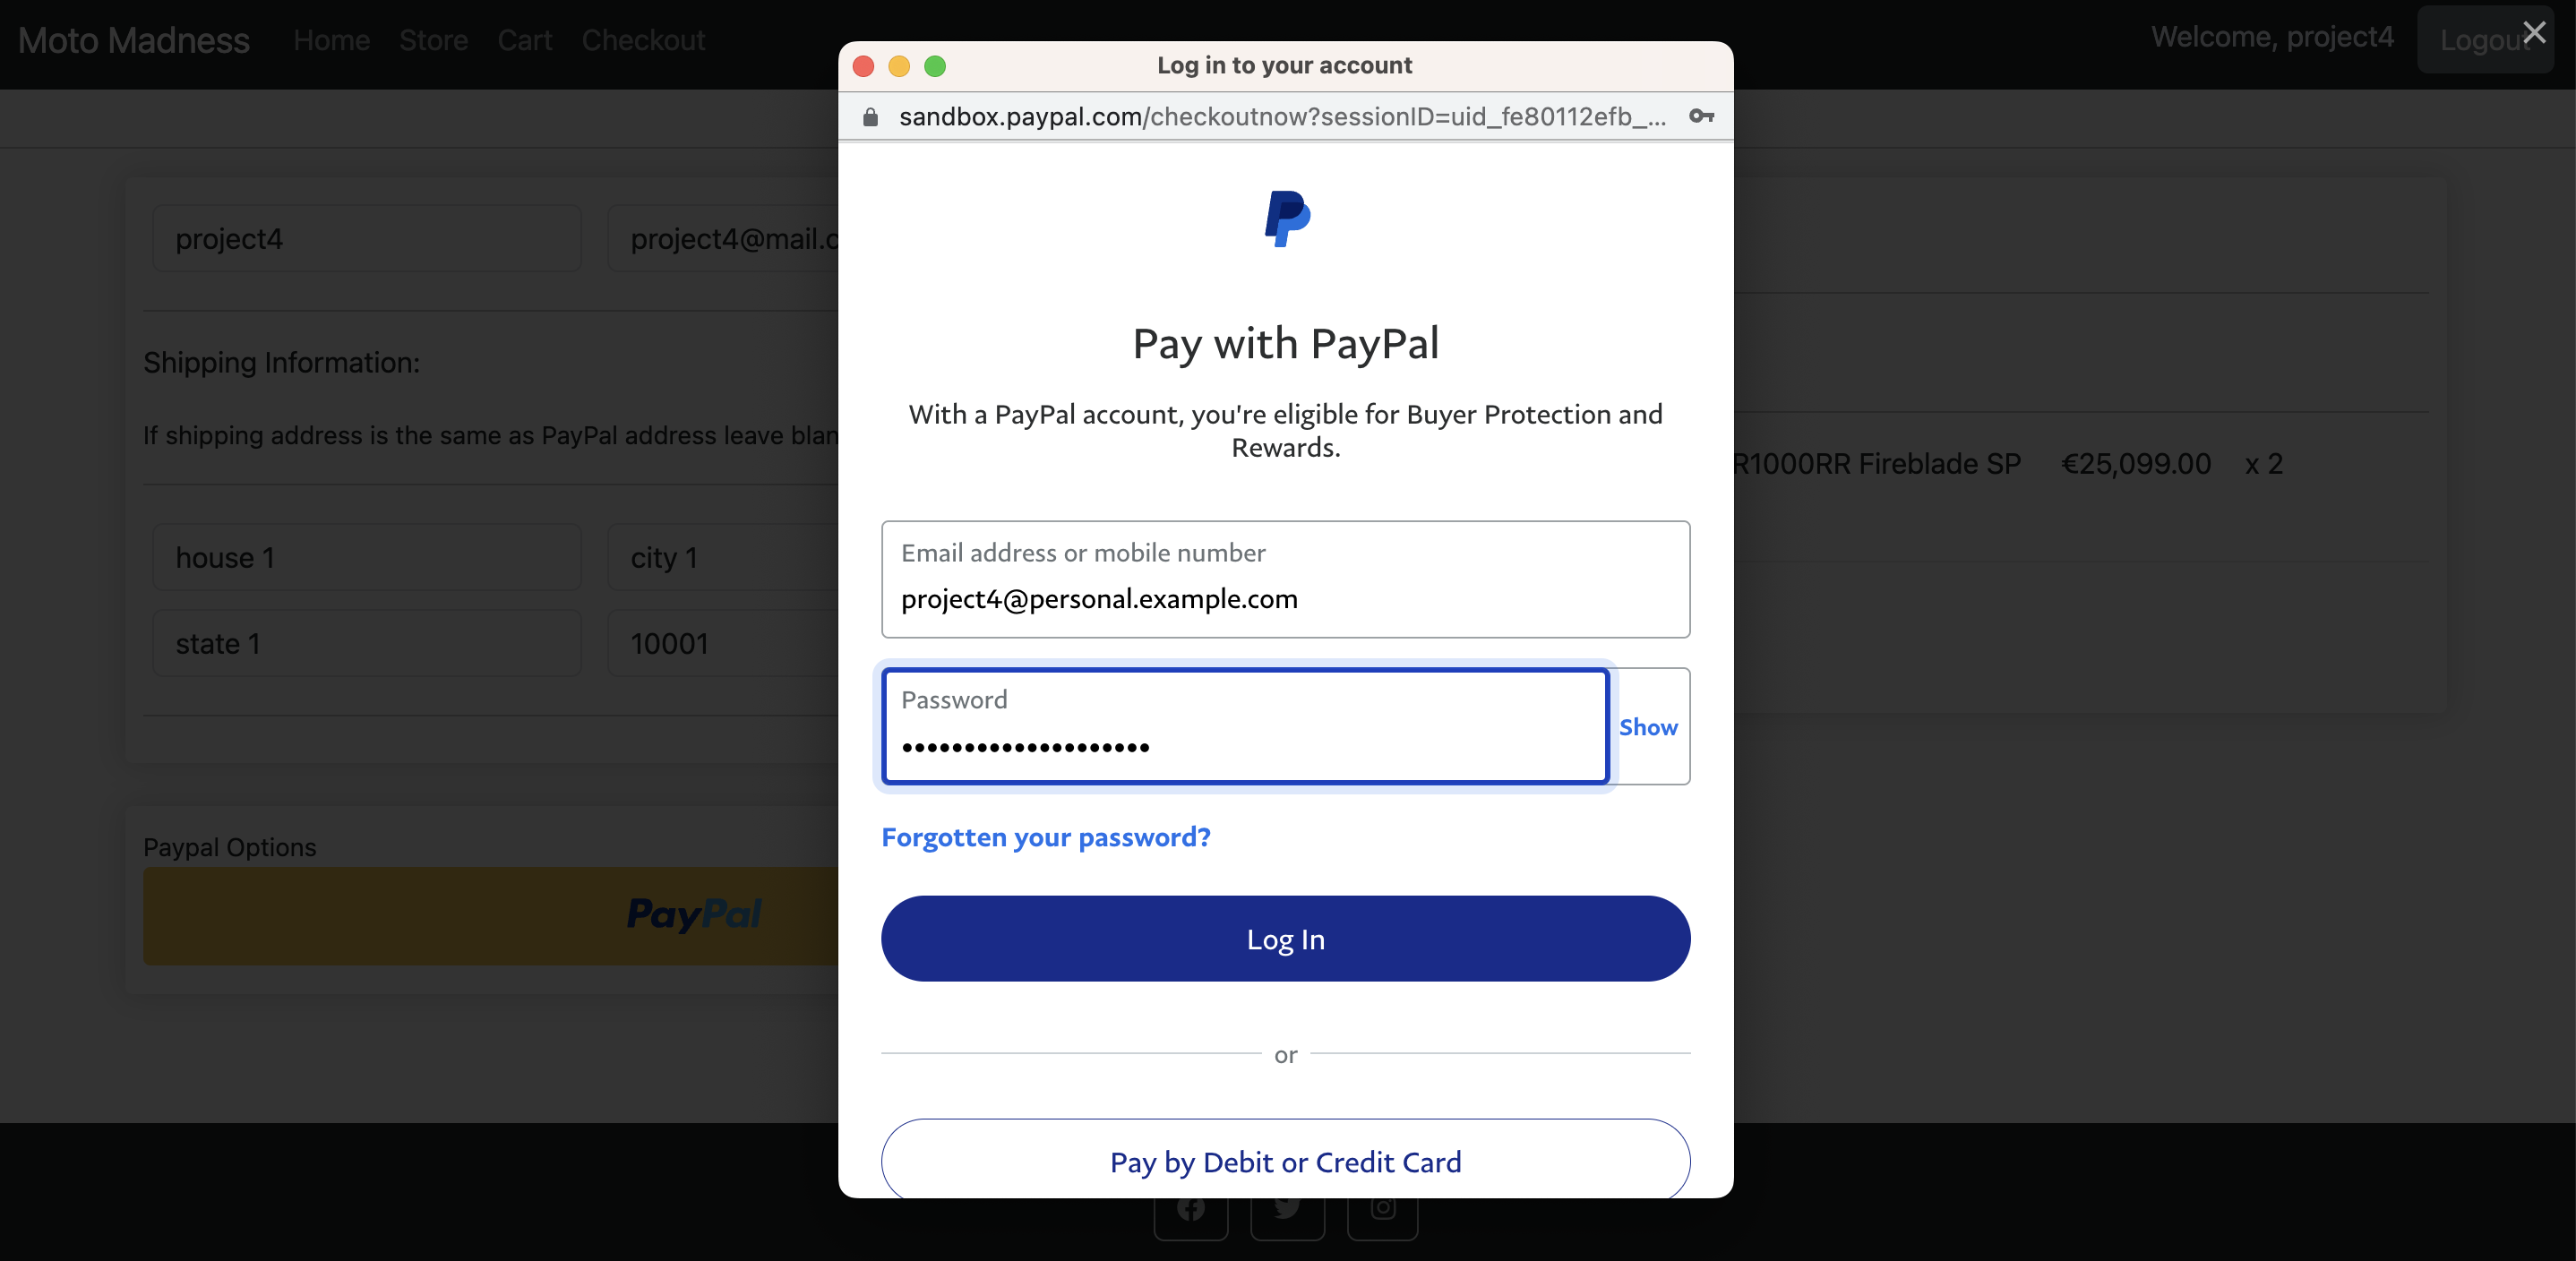 Moto Madness Home Store Cart Checkout
Welcome, project4 Logout
Log in to your account
sandbox.paypal.com/checkoutnow?sessionID=uid_fe80112efb_...
project4
project4@mail.c
Shipping Information:
If shipping address is the same as PayPal address leave blan
house 1
city 1
state 1
10001
Paypal Options
PayPal
Pay with PayPal
With a PayPal account, you're eligible for Buyer Protection and
Rewards.
Email address or mobile number
project4@personal.example.com
Password
••••••••••••••••••••
Show
Forgotten your password?
Log In
or
Pay by Debit or Credit Card
R1000RR Fireblade SP €25,099.00 x 2